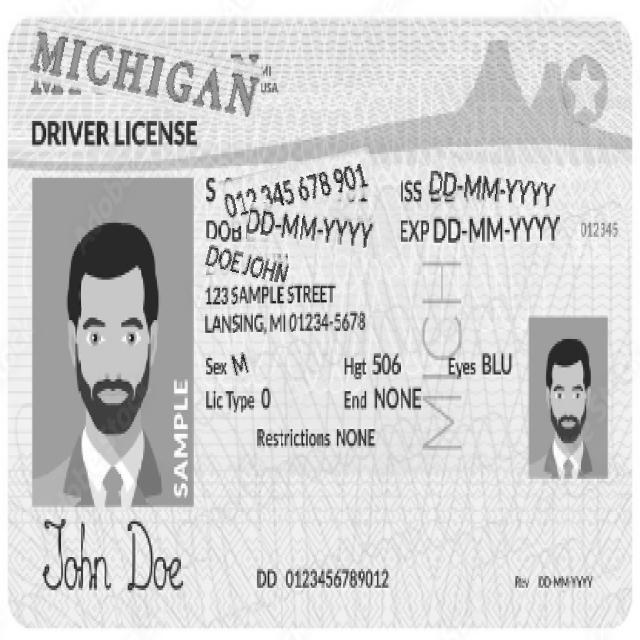 MICHIGAN
MI
USA
DRIVER LICENSE
S 012 345 678 901 ISS DD-MM-YYYY
DOB DD-MM-YYYY EXP DD-MM-YYYY 012345
DOE JOHN
123 SAMPLE STREET
LANSING, MI 01234-5678
MICH
Sex M Hgt 506 Eyes BLU
Lic Type 0 End NONE
Restrictions NONE
SAMPLE
John Doe
DD 0123456789012
Rev DD-MM-YYYY